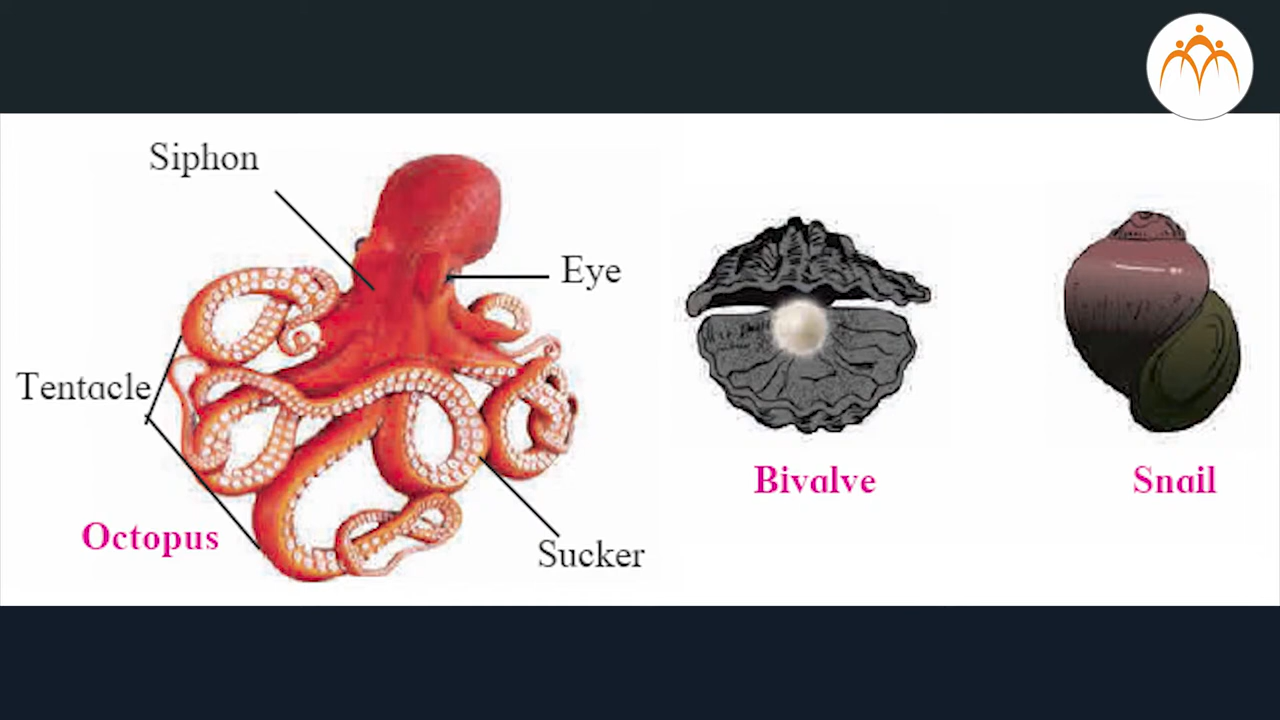 Siphon
Eye
Tentacle
Octopus
Sucker
Bivalve
Snail